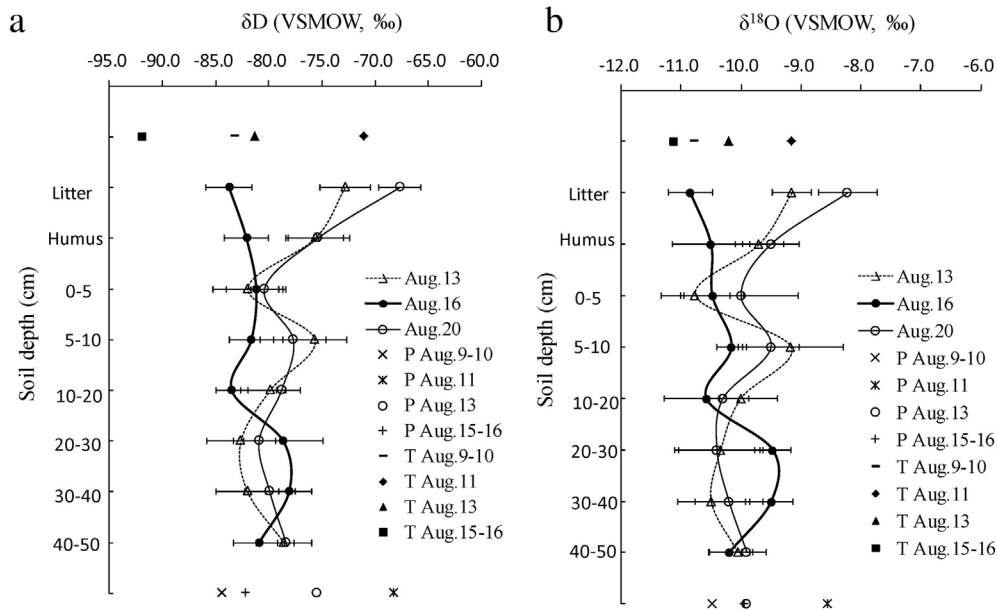 a
δD (VSMOW, ‰)
-95.0 -90.0 -85.0 -80.0 -75.0 -70.0 -65.0 -60.0
Soil depth (cm)
Litter
Humus
0-5
5-10
10-20
20-30
30-40
40-50
Aug.13
Aug.16
Aug.20
P Aug.9-10
P Aug.11
P Aug.13
P Aug.15-16
T Aug.9-10
T Aug.11
T Aug.13
T Aug.15-16
b
δ18O (VSMOW, ‰)
-12.0 -11.0 -10.0 -9.0 -8.0 -7.0 -6.0
Soil depth (cm)
Litter
Humus
0-5
5-10
10-20
20-30
30-40
40-50
Aug.13
Aug.16
Aug.20
P Aug.9-10
P Aug.11
P Aug.13
P Aug.15-16
T Aug.9-10
T Aug.11
T Aug.13
T Aug.15-16